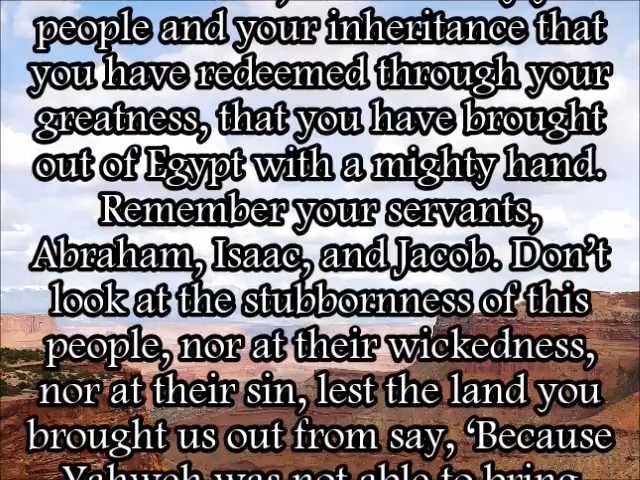 people and your inheritance that
you have redeemed through your
greatness, that you have brought
out of Egypt with a mighty hand.
Remember your servants,
Abraham, Isaac, and Jacob. Don’t
look at the stubbornness of this
people, nor at their wickedness,
nor at their sin, lest the land you
brought us out from say, ‘Because
Yahweh was not able to bring